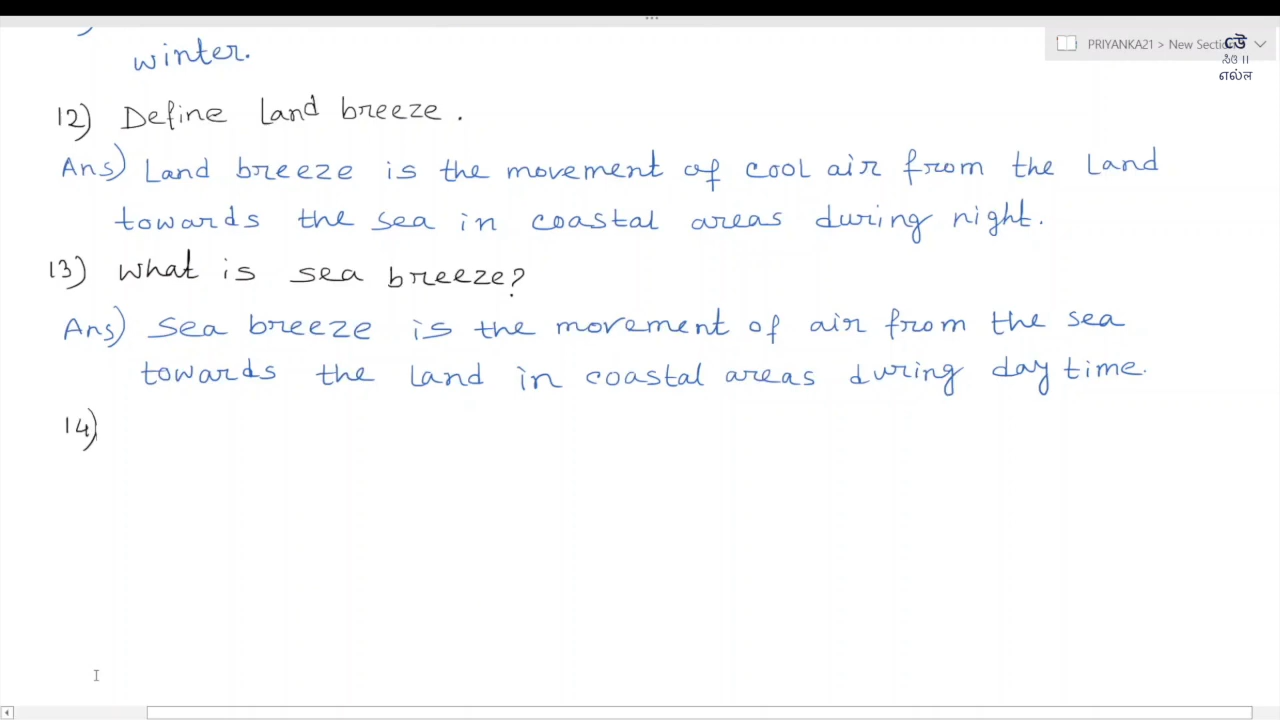 winter.
PRIYANKA21 > New Section
12) Define Land breeze.
Ans) Land breeze is the movement of cool air from the Land
towards the sea in coastal areas during night.
13) What is sea breeze?
Ans) Sea breeze is the movement of air from the sea
towards the Land in coastal areas during day time.
14)